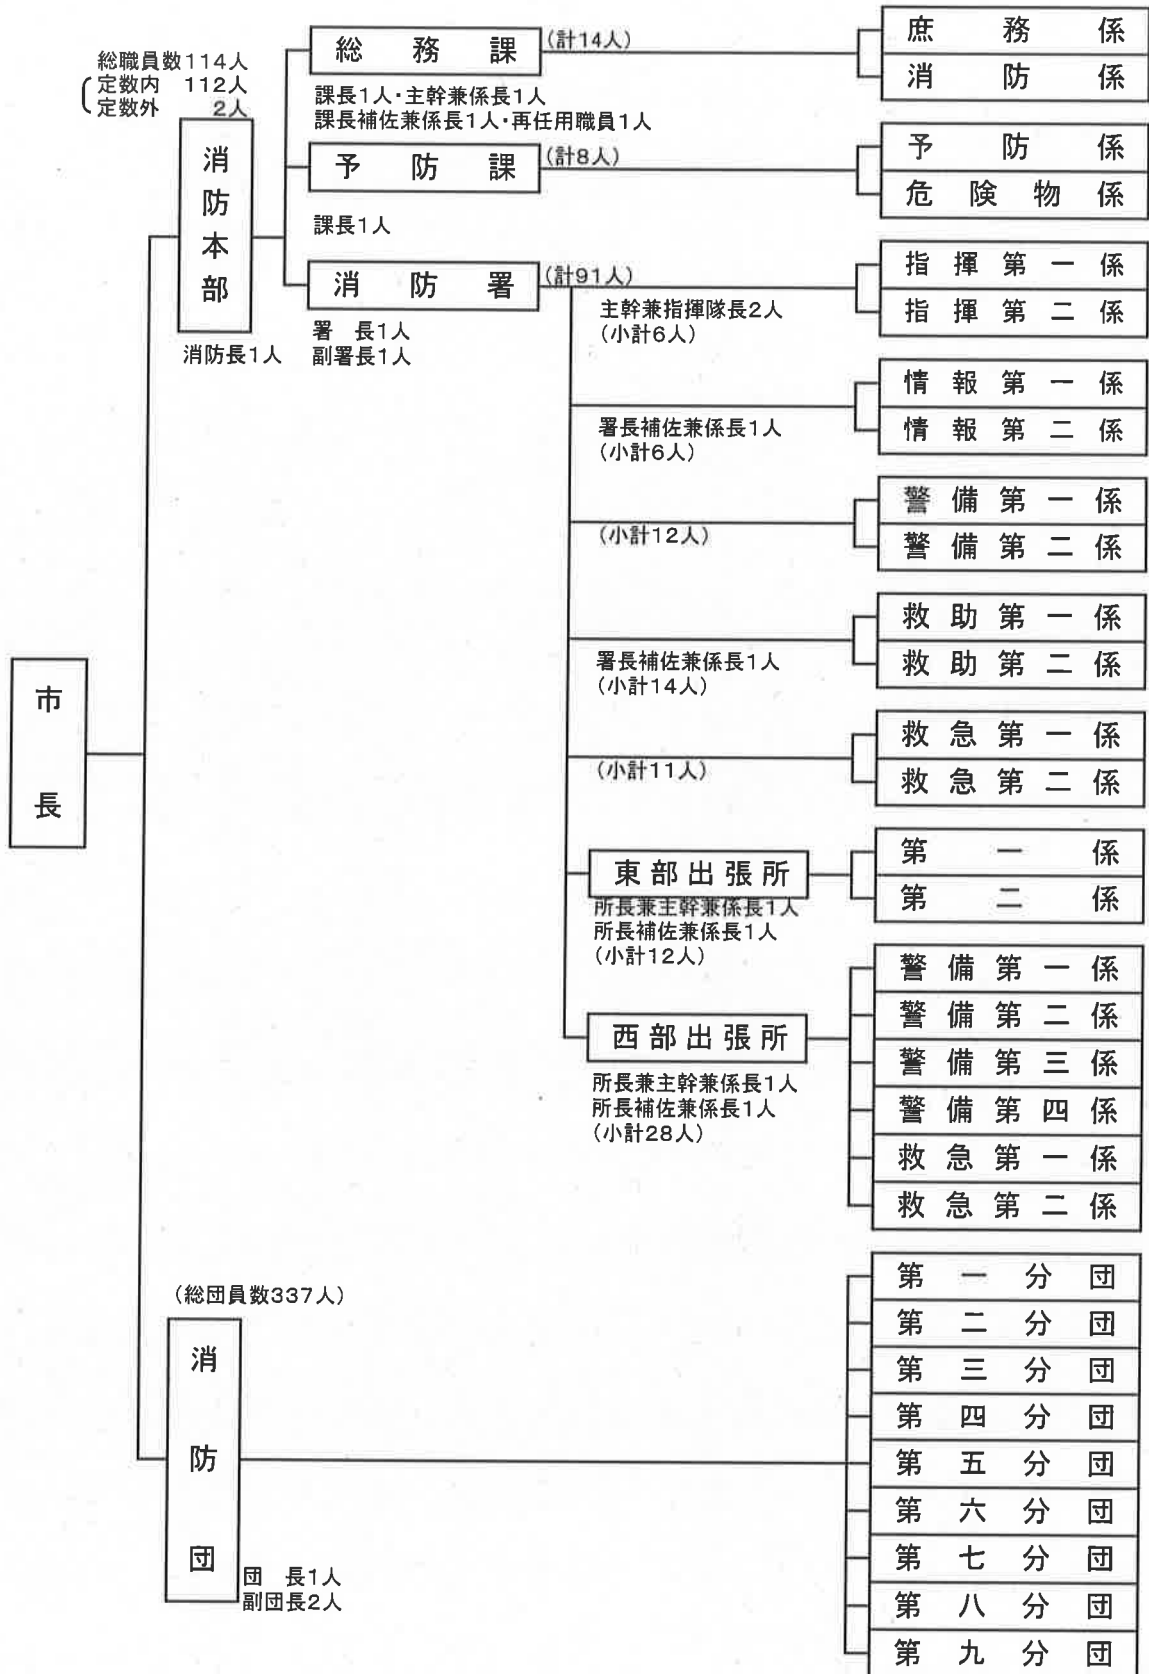 総職員数114人
定数内 112人
定数外 2人
総務課
(計14人)
課長1人・主幹兼係長1人
課長補佐兼係長1人・再任用職員1人
庶務係
消防係
消防本部
消防長1人
予防課
(計8人)
課長1人
予防係
危険物係
消防署
(計91人)
署 長1人
副署長1人
主幹兼指揮隊長2人
(小計6人)
指揮第一係
指揮第二係
署長補佐兼係長1人
(小計6人)
情報第一係
情報第二係
(小計12人)
警備第一係
警備第二係
署長補佐兼係長1人
(小計14人)
救助第一係
救助第二係
(小計11人)
救急第一係
救急第二係
市長
東部出張所
所長兼主幹兼係長1人
所長補佐兼係長1人
(小計12人)
第一係
第二係
西部出張所
所長兼主幹兼係長1人
所長補佐兼係長1人
(小計28人)
警備第一係
警備第二係
警備第三係
警備第四係
救急第一係
救急第二係
(総団員数337人)
消防団
団 長1人
副団長2人
第一分団
第二分団
第三分団
第四分団
第五分団
第六分団
第七分団
第八分団
第九分団